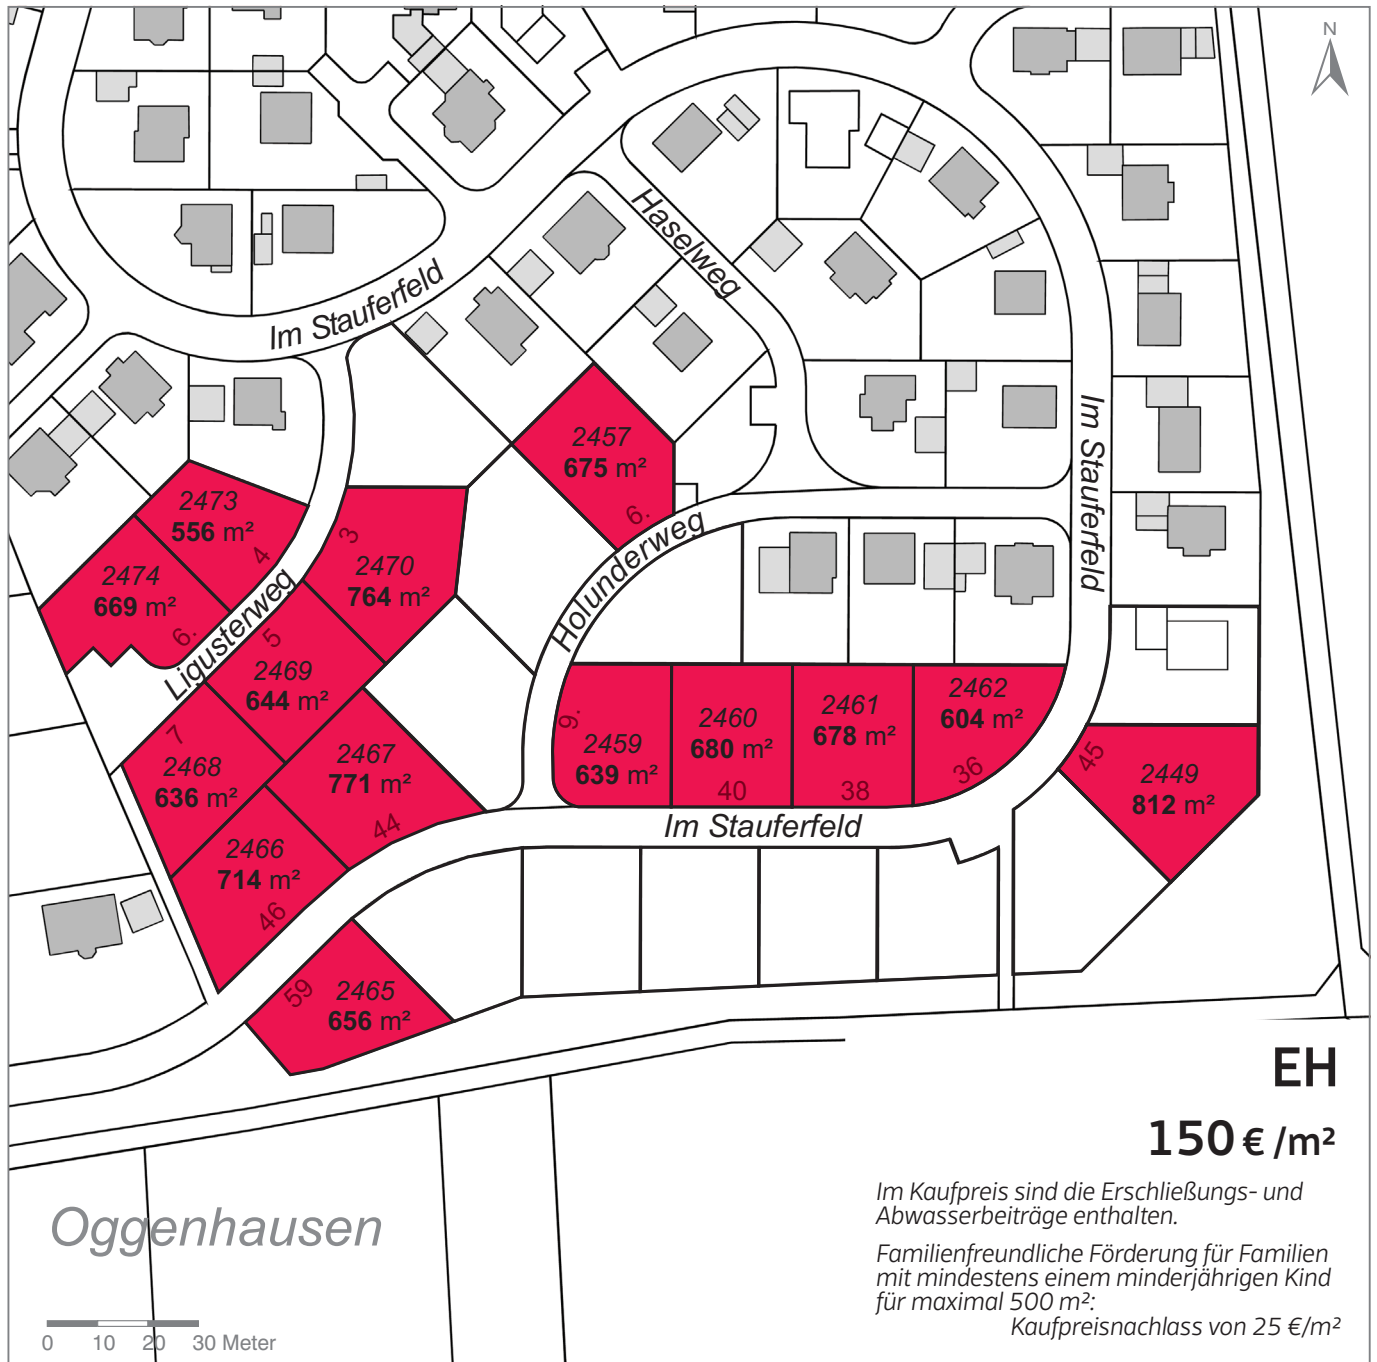 N
Haselweg
Im Stauferfeld
Im Stauferfeld
2457
675 m²
6.
Holunderweg
2473
556 m²
4
3
2470
764 m²
2474
669 m²
6.
Ligusterweg
5
2469
644 m²
7
2468
636 m²
2467
771 m²
44
2466
714 m²
46
9.
2459
639 m²
2460
680 m²
40
2461
678 m²
38
2462
604 m²
36
45
2449
812 m²
Im Stauferfeld
59
2465
656 m²
EH
150 € /m²
Im Kaufpreis sind die Erschließungs- und
Abwasserbeiträge enthalten.
Familienfreundliche Förderung für Familien
mit mindestens einem minderjährigen Kind
für maximal 500 m²:
Kaufpreisnachlass von 25 €/m²
Oggenhausen
0 10 20 30 Meter